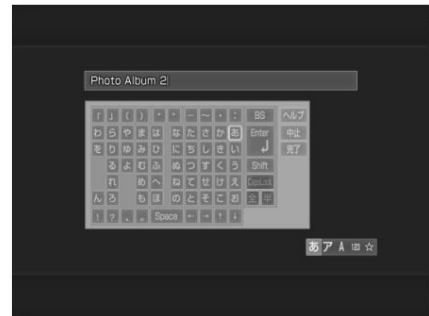 Photo Album 2
「 」 ( ) ゛ ゜ ー ～ ・ : BS ヘルプ
わ ら や ま は な た さ か あ Enter 中止
を り ゆ み ひ に ち し き い 完了
る よ む ふ ぬ つ す く う Shift
れ め へ ね て せ け え CapsLock
ん ろ も ほ の と そ こ お 全 半
! ? 、 。 Space ← → ↑ ↓
あ ア A ☆